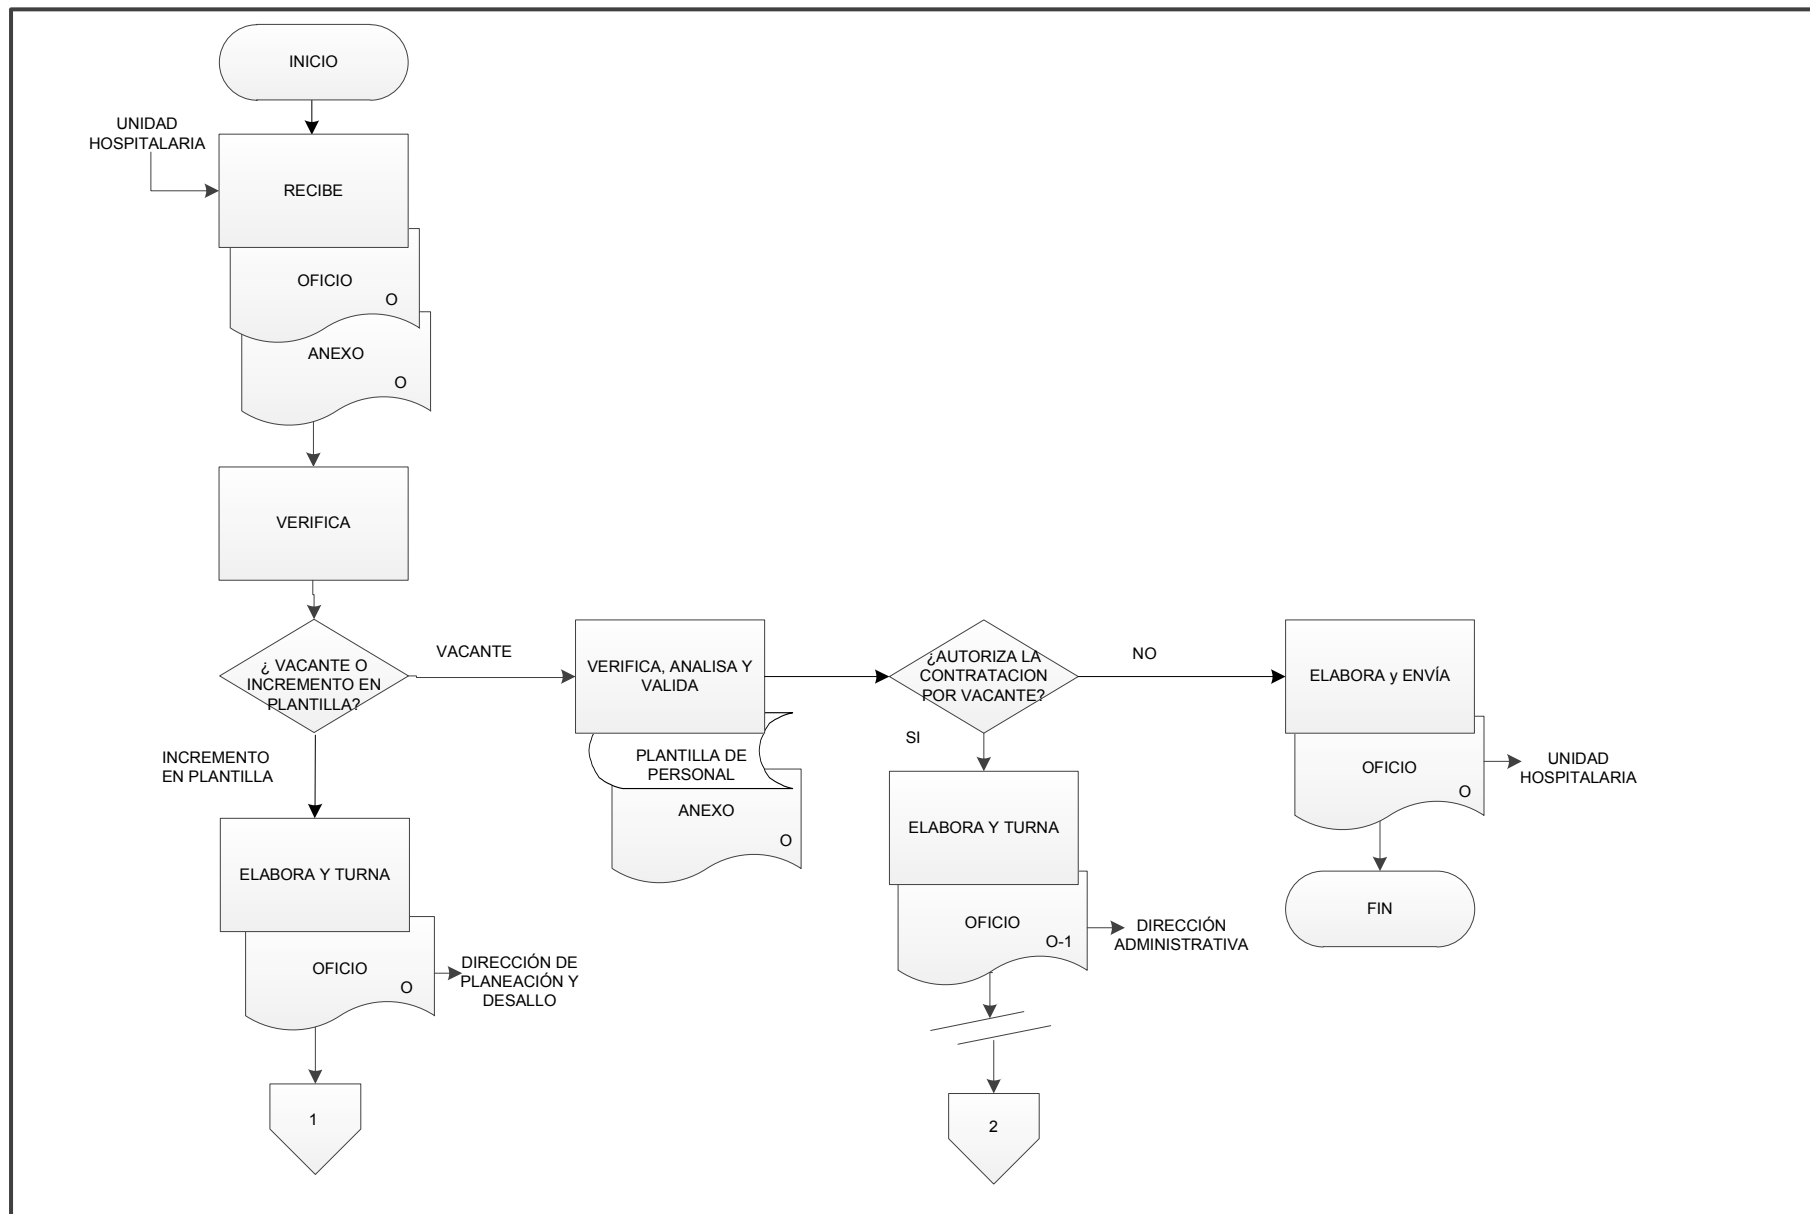 INICIO
UNIDAD
HOSPITALARIA
RECIBE
OFICIO
O
ANEXO
O
VERIFICA
¿ VACANTE O
INCREMENTO EN
PLANTILLA?
VACANTE
VERIFICA, ANALISA Y
VALIDA
PLANTILLA DE
PERSONAL
ANEXO
O
¿AUTORIZA LA
CONTRATACION
POR VACANTE?
NO
ELABORA y ENVÍA
OFICIO
O
UNIDAD
HOSPITALARIA
FIN
SI
ELABORA Y TURNA
OFICIO
O-1
DIRECCIÓN
ADMINISTRATIVA
2
INCREMENTO
EN PLANTILLA
ELABORA Y TURNA
OFICIO
O
DIRECCIÓN DE
PLANEACIÓN Y
DESALLO
1